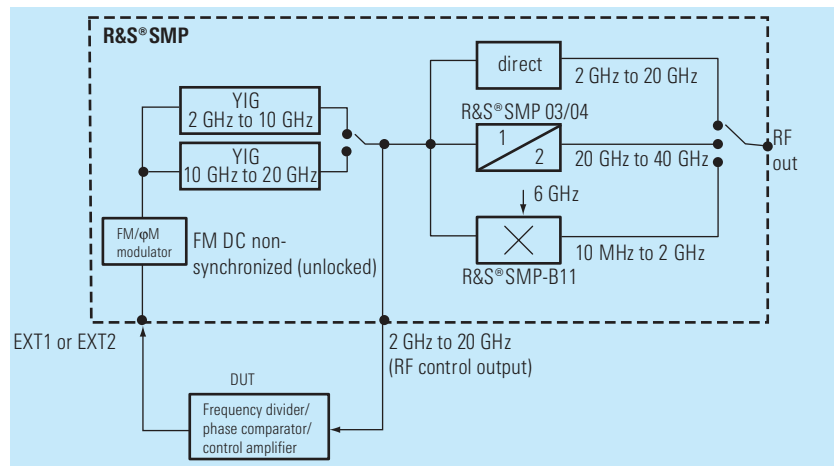 R&S®SMP
direct
2 GHz to 20 GHz
YIG
2 GHz to 10 GHz
R&S®SMP 03/04
1
2
20 GHz to 40 GHz
RF
out
YIG
10 GHz to 20 GHz
6 GHz
FM/φM
modulator
FM DC non-
synchronized (unlocked)
10 MHz to 2 GHz
R&S®SMP-B11
EXT1 or EXT2
2 GHz to 20 GHz
(RF control output)
DUT
Frequency divider/
phase comparator/
control amplifier